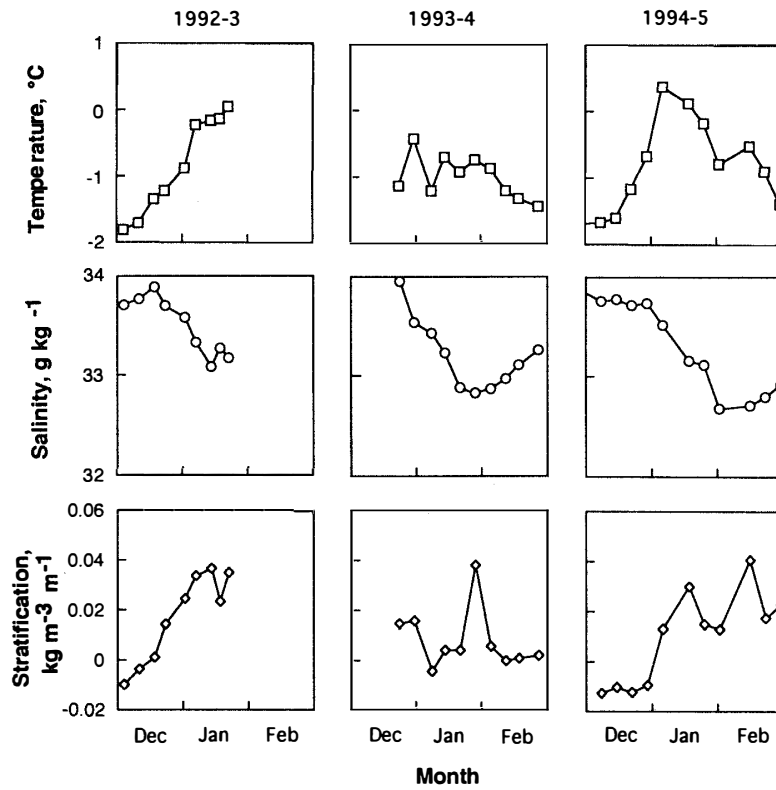 1992-3 1993-4 1994-5
Temperature, °C
1
0
-1
-2
Salinity, g kg -1
34
33
32
Stratification,
kg m-3 m-1
0.06
0.04
0.02
0
-0.02
Dec Jan Feb Dec Jan Feb Dec Jan Feb
Month